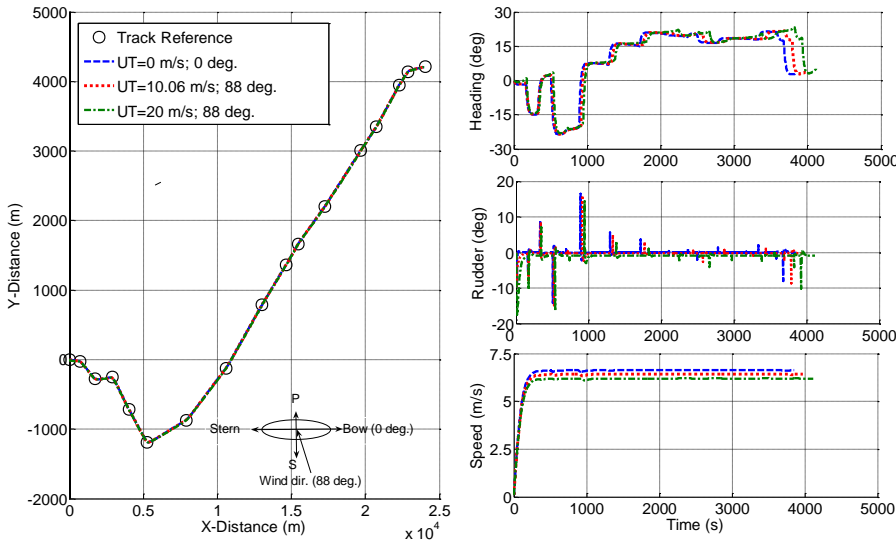 5000
4000
3000
2000
1000
0
-1000
-2000
Y-Distance (m)
Track Reference
UT=0 m/s; 0 deg.
UT=10.06 m/s; 88 deg.
UT=20 m/s; 88 deg.
P
Stern
Bow (0 deg.)
S
Wind dir. (88 deg.)
0 0.5 1 1.5 2 2.5
X-Distance (m)
x 10^4
30
15
0
-15
-30
Heading (deg)
0 1000 2000 3000 4000 5000
20
10
0
-10
-20
Rudder (deg)
0 1000 2000 3000 4000 5000
7.5
5
2.5
0
Speed (m/s)
0 1000 2000 3000 4000 5000
Time (s)